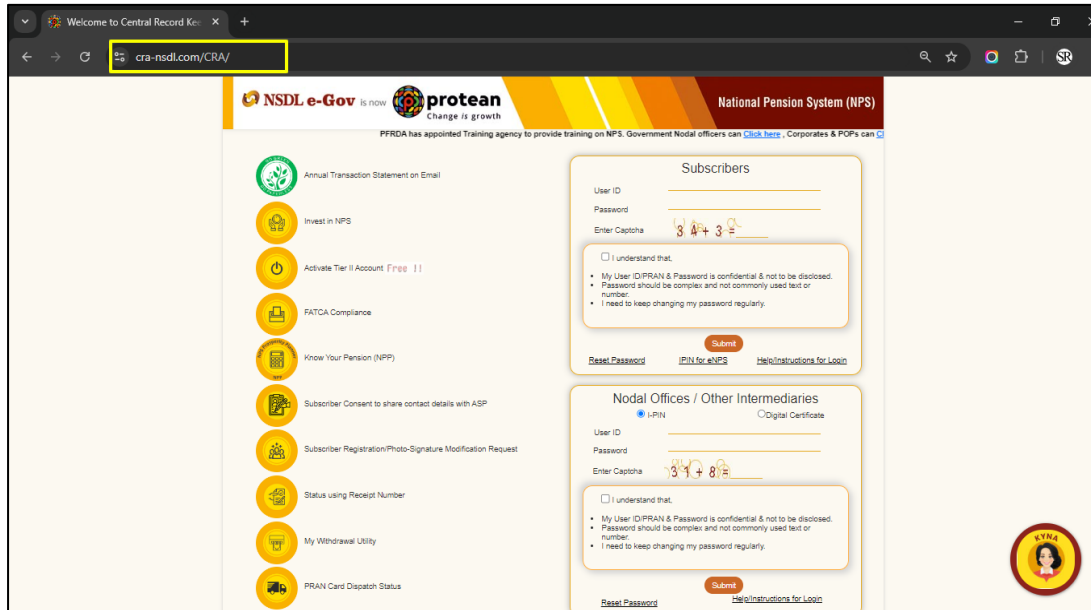 Welcome to Central Record Kee
cra-nsdl.com/CRA/
SR
NSDL e-Gov is now protean
Change is growth
National Pension System (NPS)
PFRDA has appointed Training agency to provide training on NPS. Government Nodal officers can Click here , Corporates & POPs can Cl
Annual Transaction Statement on Email
Invest in NPS
Activate Tier II Account Free !!
FATCA Compliance
Know Your Pension (NPP)
Subscriber Consent to share contact details with ASP
Subscriber Registration/Photo-Signature Modification Request
Status using Receipt Number
My Withdrawal Utility
PRAN Card Dispatch Status
Subscribers
User ID
Password
Enter Captcha 3 4 + 3 =
I understand that,
• My User ID/PRAN & Password is confidential & not to be disclosed.
• Password should be complex and not commonly used text or
number.
• I need to keep changing my password regularly.
Submit
Reset Password IPIN for eNPS Help/Instructions for Login
Nodal Offices / Other Intermediaries
I-PIN Digital Certificate
User ID
Password
Enter Captcha 3 1 + 8 =
I understand that,
• My User ID/PRAN & Password is confidential & not to be disclosed.
• Password should be complex and not commonly used text or
number.
• I need to keep changing my password regularly.
Submit
Reset Password Help/Instructions for Login
KYNA